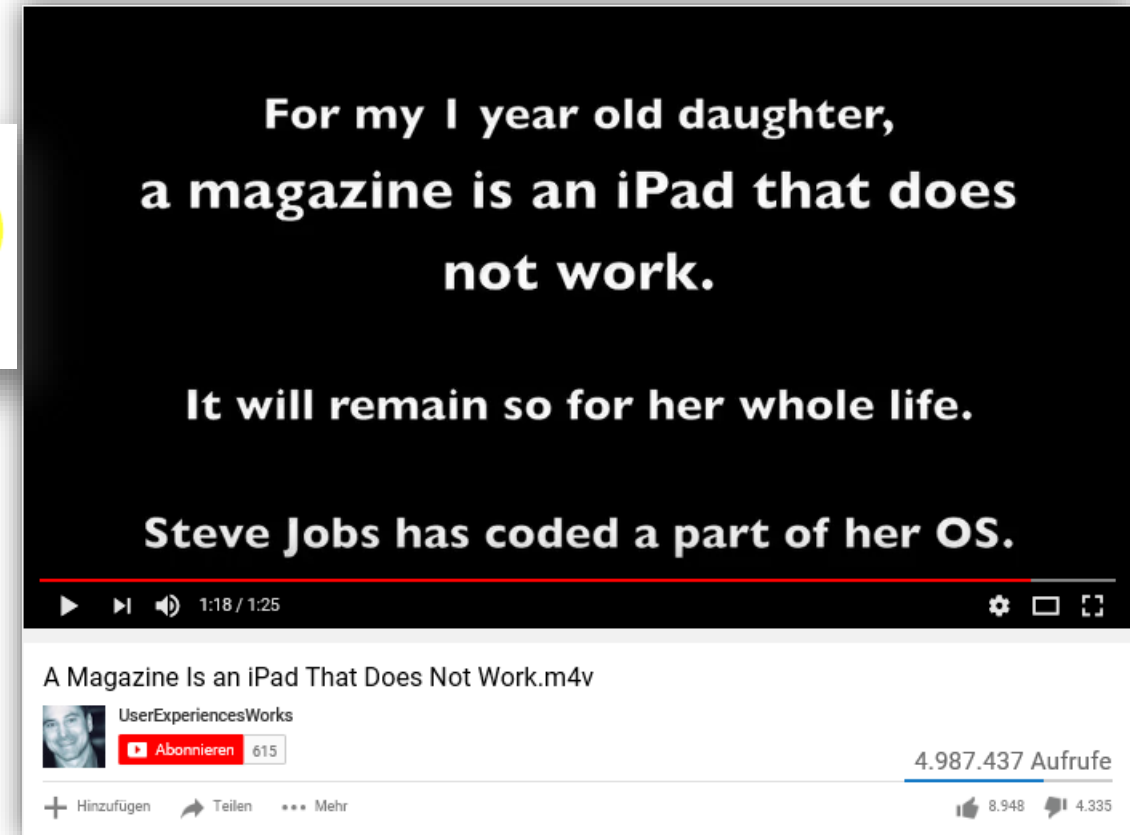 For my 1 year old daughter,
a magazine is an iPad that does
not work.
It will remain so for her whole life.
Steve Jobs has coded a part of her OS.
1:18 / 1:25
A Magazine Is an iPad That Does Not Work.m4v
UserExperiencesWorks
Abonnieren 615
4.987.437 Aufrufe
Hinzufügen Teilen Mehr 8.948 4.335